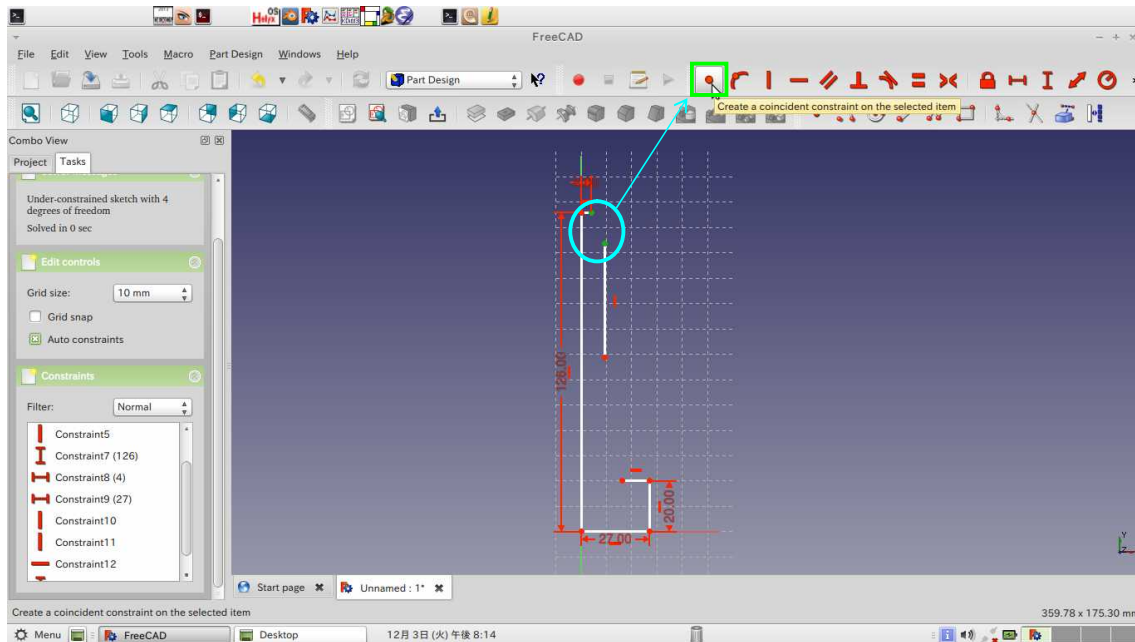 FreeCAD
File Edit View Tools Macro Part Design Windows Help
Part Design
Create a coincident constraint on the selected item
Combo View
Project Tasks
Under-constrained sketch with 4
degrees of freedom
Solved in 0 sec
Edit controls
Grid size: 10 mm
Grid snap
Auto constraints
Constraints
Filter: Normal
Constraint5
Constraint7 (126)
Constraint8 (4)
Constraint9 (27)
Constraint10
Constraint11
Constraint12
126.00
20.00
27.00
Y
Z
Start page
Unnamed : 1*
Create a coincident constraint on the selected item
359.78 x 175.30 mm
Menu
FreeCAD
Desktop
12月 3日 (火) 午後 8:14